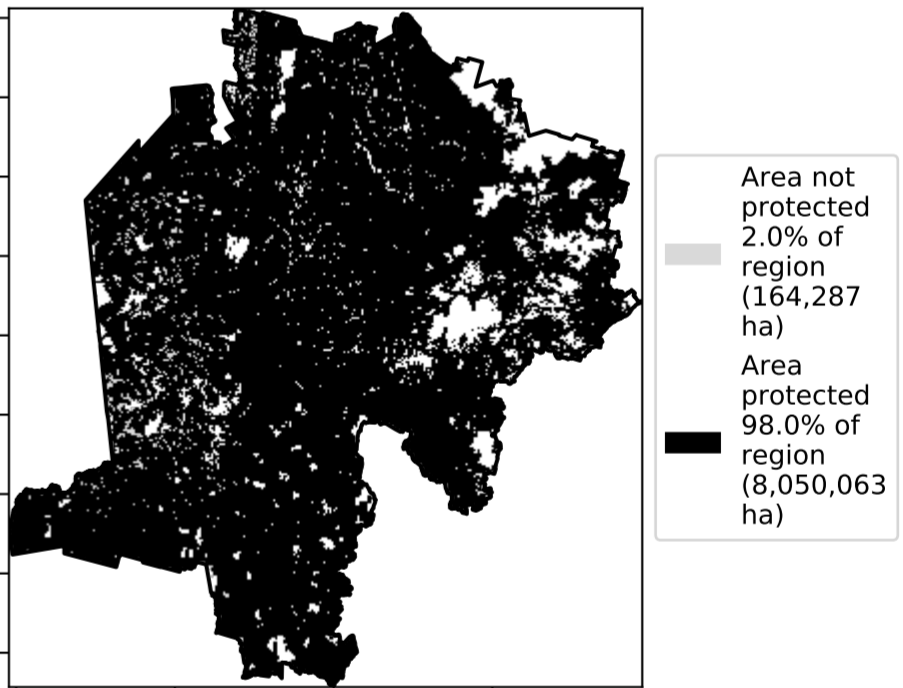 Area not
protected
2.0% of
region
(164,287
ha)
Area
protected
98.0% of
region
(8,050,063
ha)